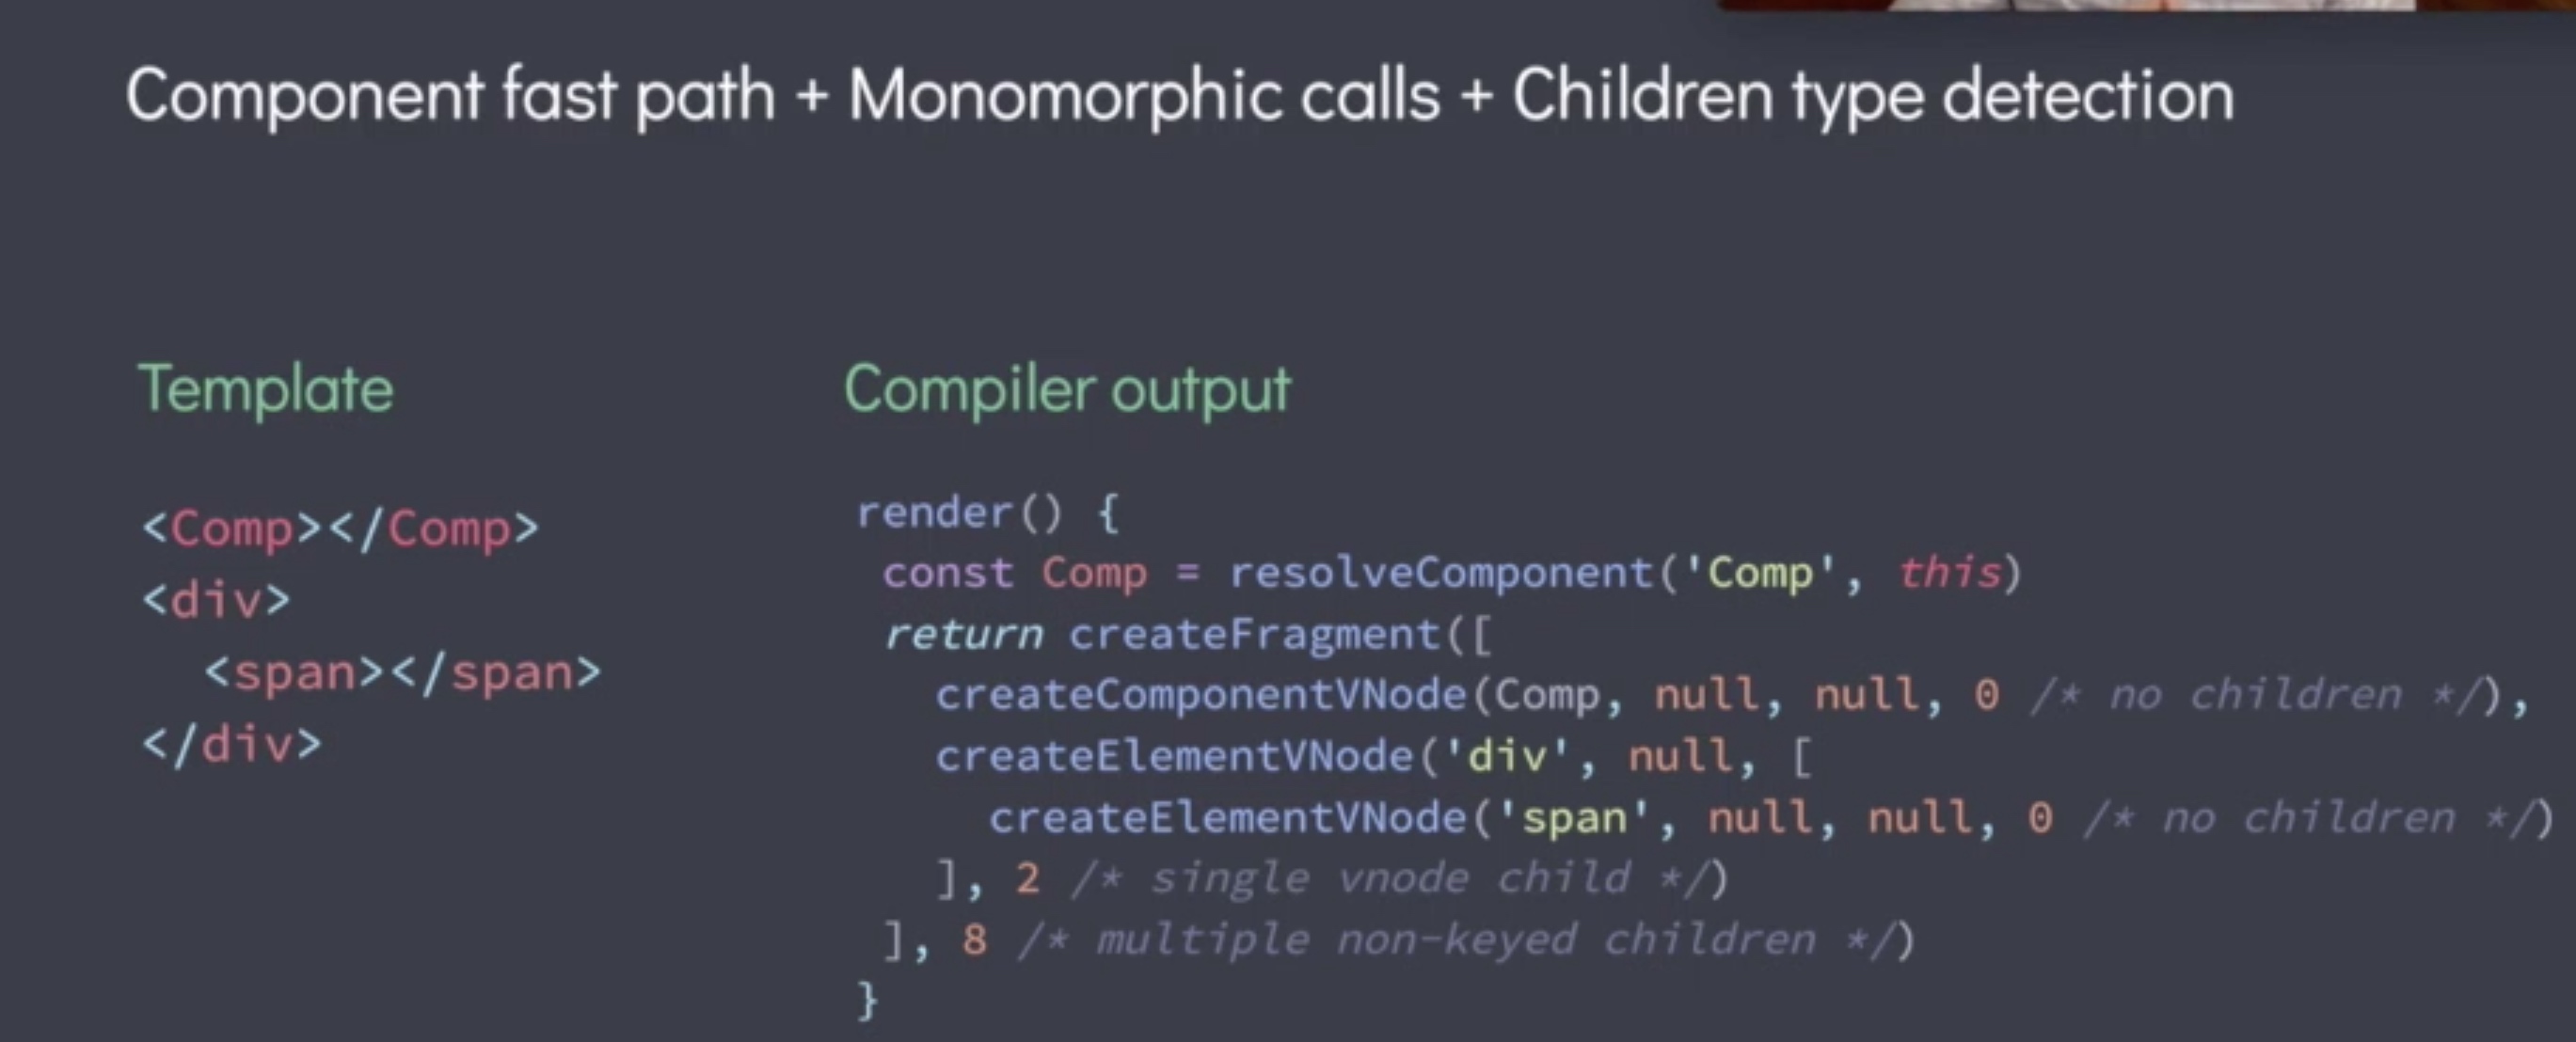 Component fast path + Monomorphic calls + Children type detection
Template
<Comp></Comp>
<div>
  <span></span>
</div>
Compiler output
render() {
 const Comp = resolveComponent('Comp', this)
 return createFragment([
   createComponentVNode(Comp, null, null, 0 /* no children */),
   createElementVNode('div', null, [
     createElementVNode('span', null, null, 0 /* no children */)
   ], 2 /* single vnode child */)
 ], 8 /* multiple non-keyed children */)
}